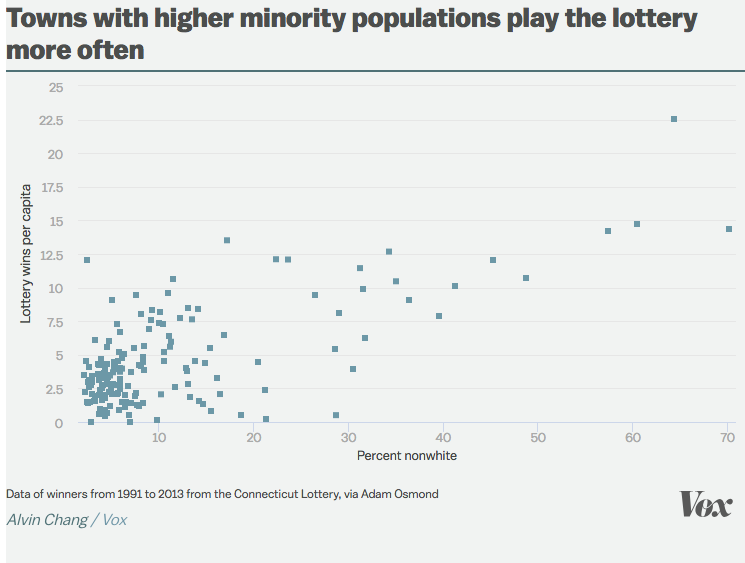 Towns with higher minority populations play the lottery
more often
25
22.5
20
17.5
15
12.5
10
7.5
5
2.5
0
Lottery wins per capita
10
20
30
40
50
60
70
Percent nonwhite
Data of winners from 1991 to 2013 from the Connecticut Lottery, via Adam Osmond
Alvin Chang / Vox
Vox